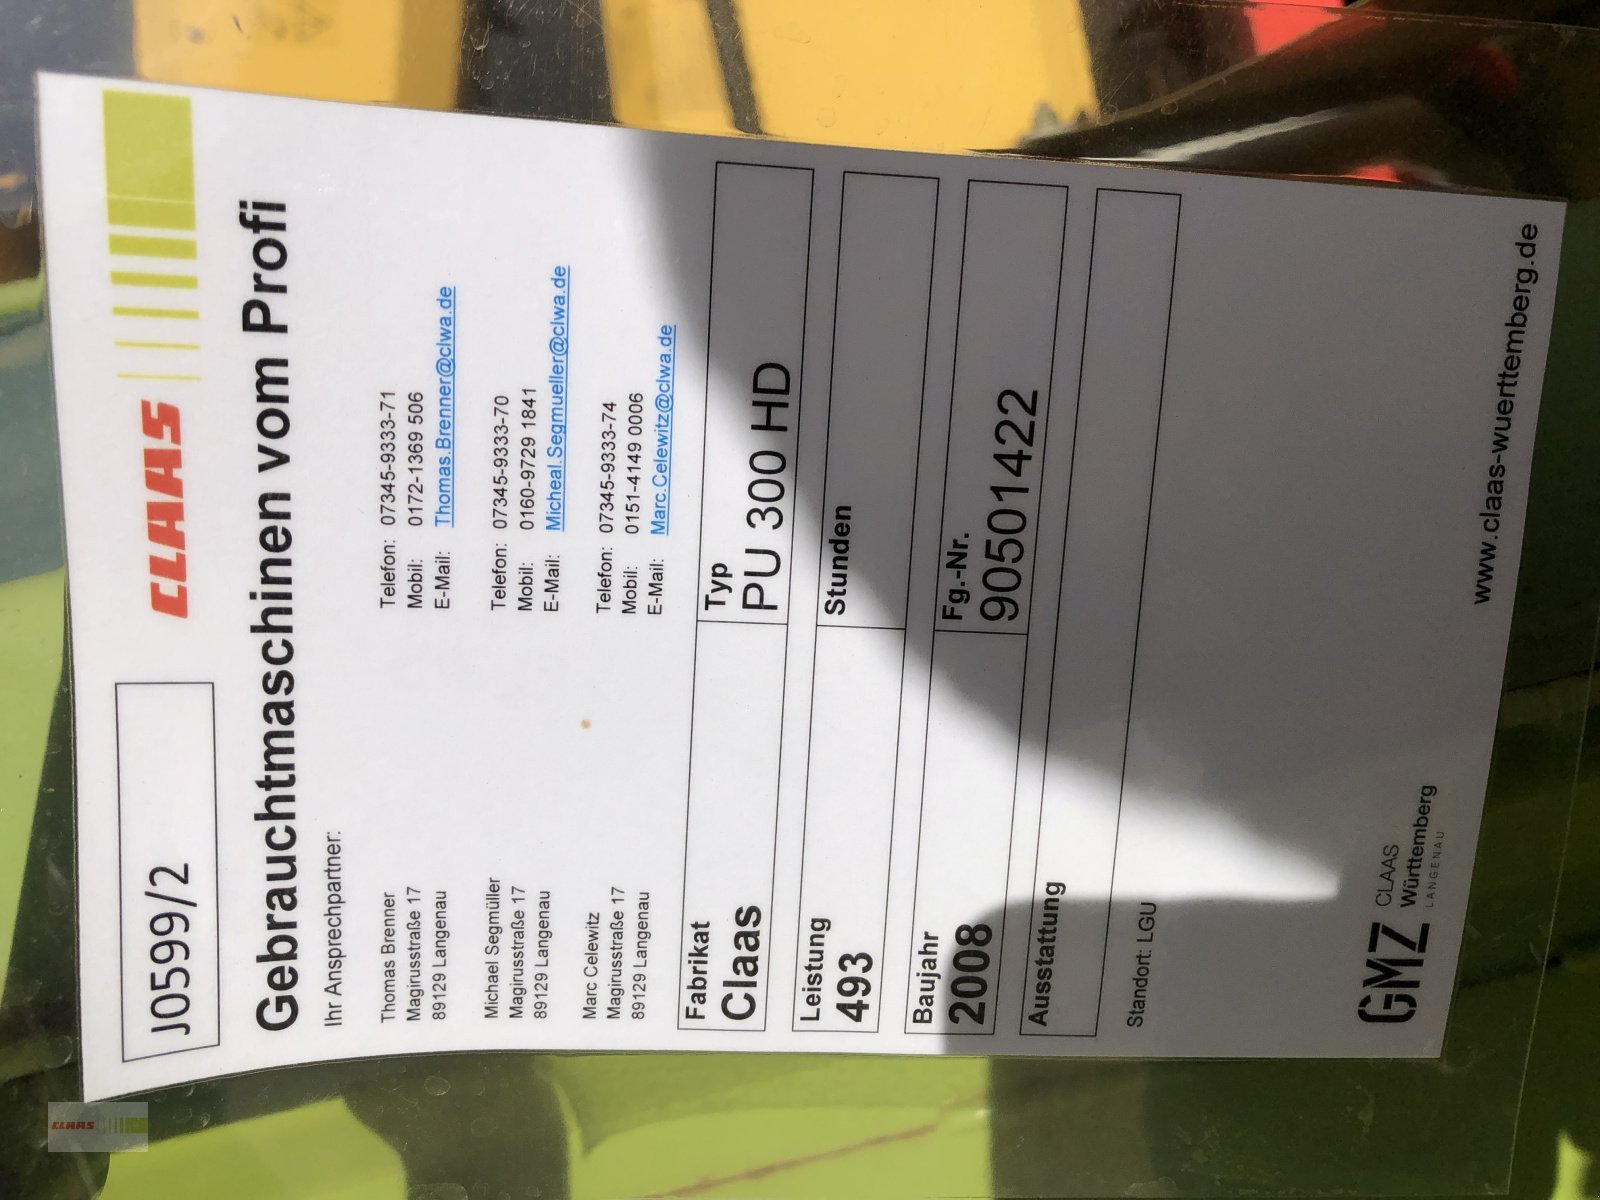 J0599/2
CLAAS
Gebrauchtmaschinen vom Profi
Ihr Ansprechpartner:
Thomas Brenner
Magirusstraße 17
89129 Langenau
Telefon: 07345-9333-71
Mobil: 0172-1369 506
E-Mail: Thomas.Brenner@clwa.de
Michael Segmüller
Magirusstraße 17
89129 Langenau
Telefon: 07345-9333-70
Mobil: 0160-9729 1841
E-Mail: Micheal.Segmueller@clwa.de
Marc Celewitz
Magirusstraße 17
89129 Langenau
Telefon: 07345-9333-74
Mobil: 0151-4149 0006
E-Mail: Marc.Celewitz@clwa.de
Fabrikat
Claas
Typ
PU 300 HD
Leistung
493
Stunden
Baujahr
2008
Fg.-Nr.
90501422
Ausstattung
Standort: LGU
GMZ
CLAAS
Württemberg
LANGENAU
www.claas-wuerttemberg.de
CLAAS